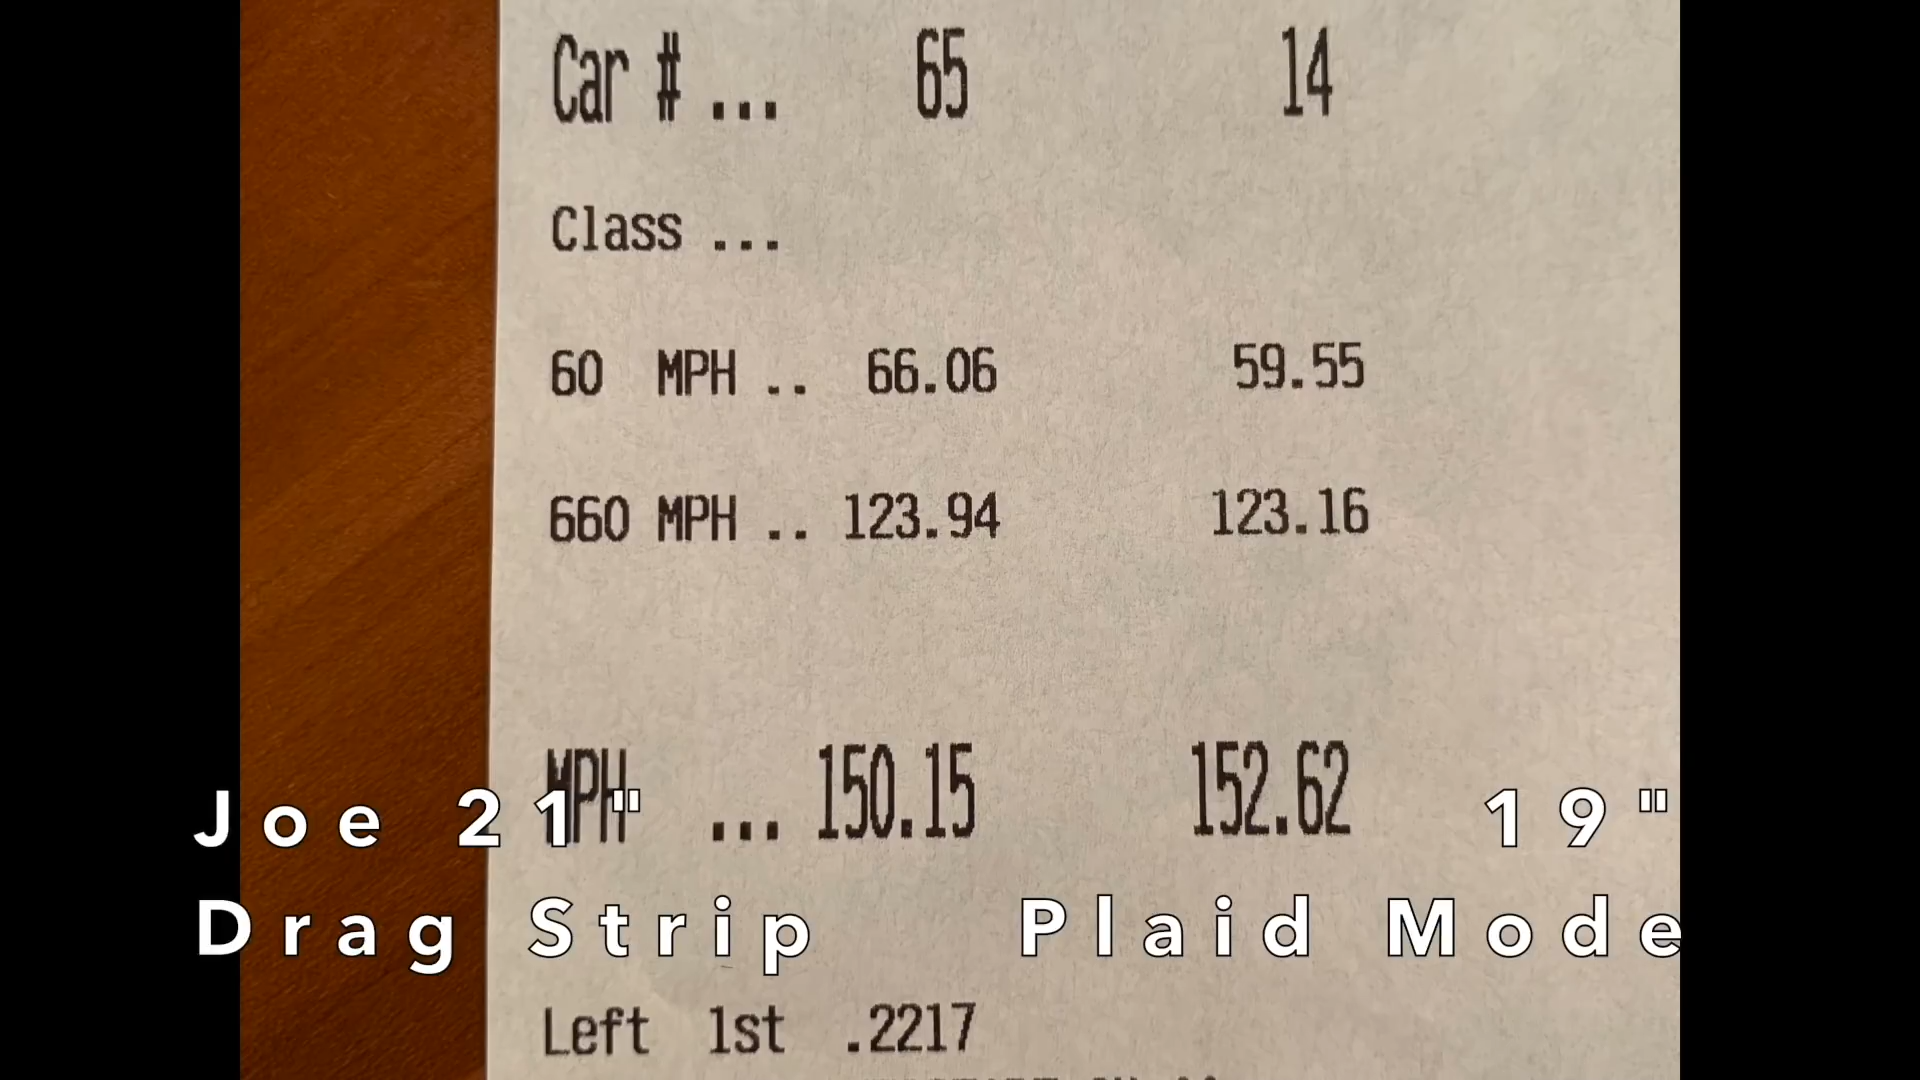 Car # ... 65 14
Class ...
60 MPH .. 66.06 59.55
660 MPH .. 123.94 123.16
MPH ... 150.15 152.62
Joe 21" 19"
Drag Strip Plaid Mode
Left 1st .2217